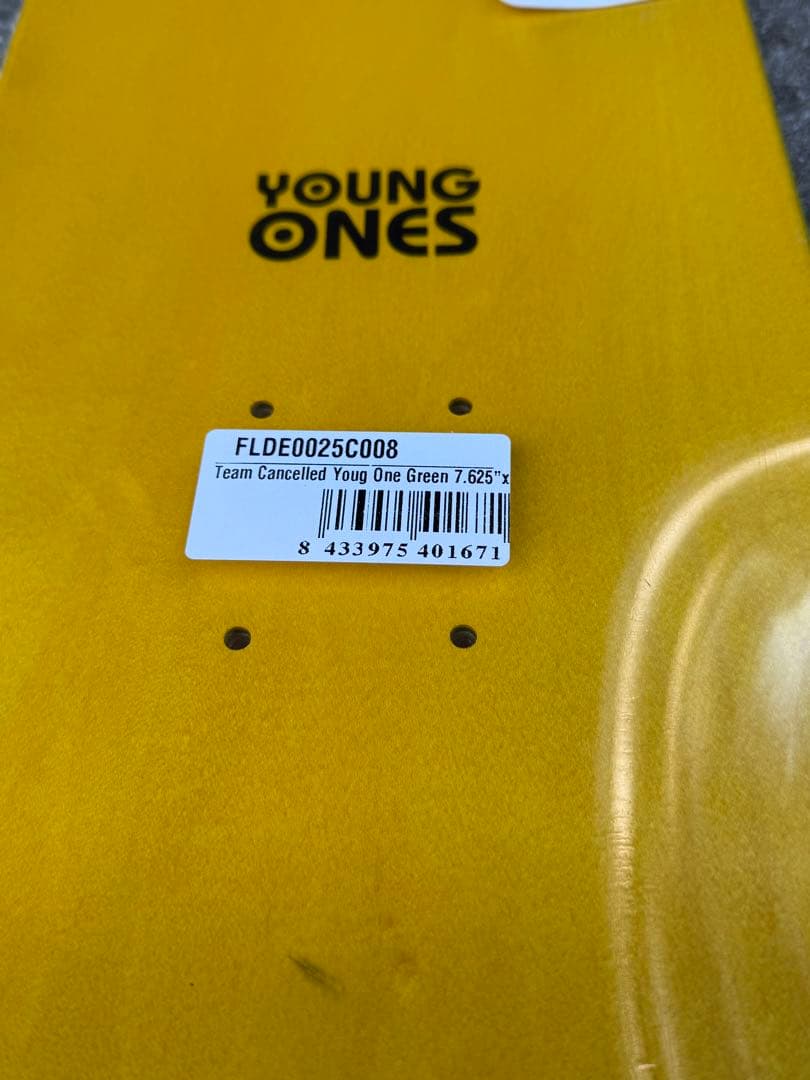 YOUNG
ONES
FLDE0025C008
Team Cancelled Youg One Green 7.625”x
8 433975 401671